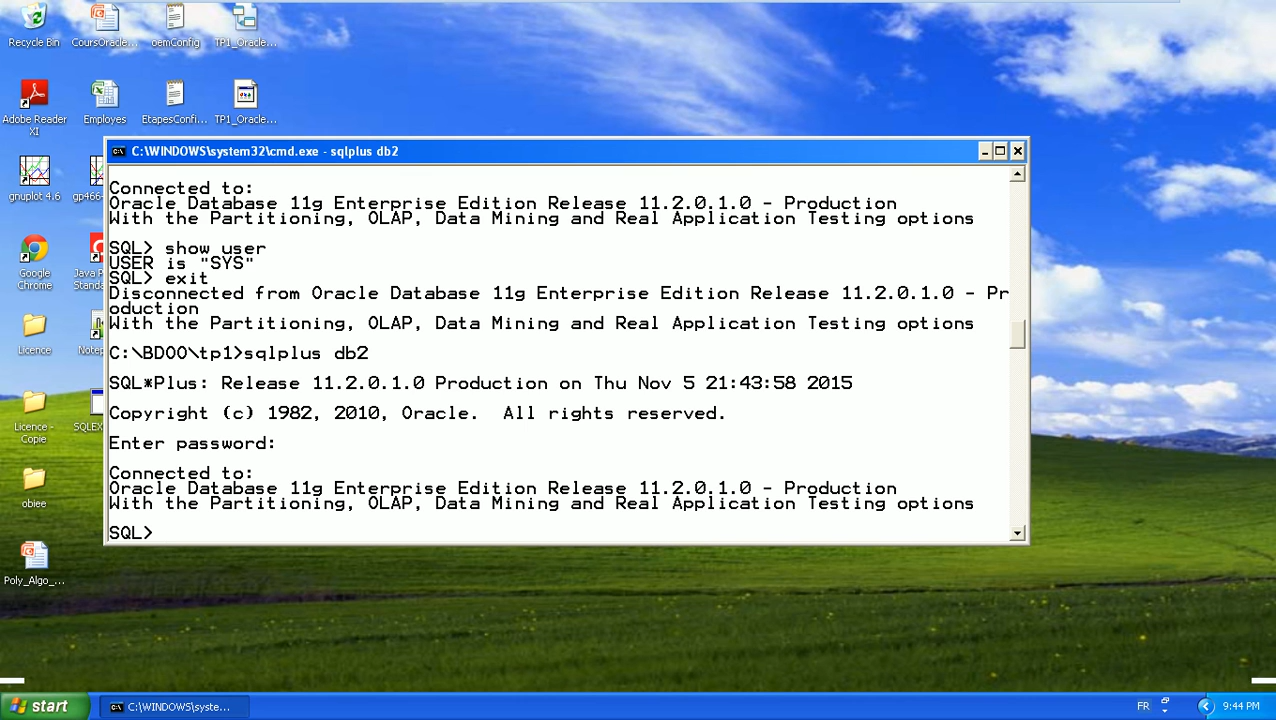 Recycle Bin
CoursOracle...
oemConfig
TP1_Oracle...
Adobe Reader
XI
Employes
EtapesConfi...
TP1_Oracle...
gnuplot 4.6
gp466-
Google
Chrome
Java P
Standa
Licence
Notep
Licence -
Copie
SQLEX
obiee
Poly_Algo_...
C:\WINDOWS\system32\cmd.exe - sqlplus db2
Connected to:
Oracle Database 11g Enterprise Edition Release 11.2.0.1.0 - Production
With the Partitioning, OLAP, Data Mining and Real Application Testing options
SQL> show user
USER is "SYS"
SQL> exit
Disconnected from Oracle Database 11g Enterprise Edition Release 11.2.0.1.0 - Pr
oduction
With the Partitioning, OLAP, Data Mining and Real Application Testing options
C:\BDOO\tp1>sqlplus db2
SQL*Plus: Release 11.2.0.1.0 Production on Thu Nov 5 21:43:58 2015
Copyright (c) 1982, 2010, Oracle.  All rights reserved.
Enter password:
Connected to:
Oracle Database 11g Enterprise Edition Release 11.2.0.1.0 - Production
With the Partitioning, OLAP, Data Mining and Real Application Testing options
SQL>
start
C:\WINDOWS\syste...
FR
9:44 PM